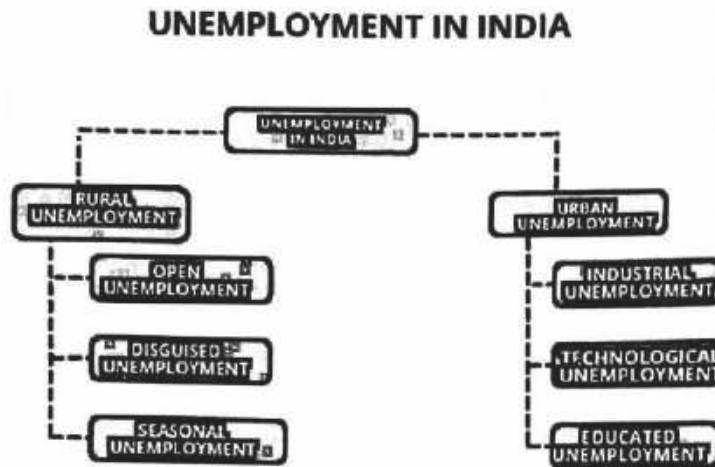 UNEMPLOYMENT IN INDIA
UNEMPLOYMENT
IN INDIA
RURAL
UNEMPLOYMENT
URBAN
UNEMPLOYMENT
OPEN
UNEMPLOYMENT
INDUSTRIAL
UNEMPLOYMENT
DISGUISED
UNEMPLOYMENT
TECHNOLOGICAL
UNEMPLOYMENT
SEASONAL
UNEMPLOYMENT
EDUCATED
UNEMPLOYMENT